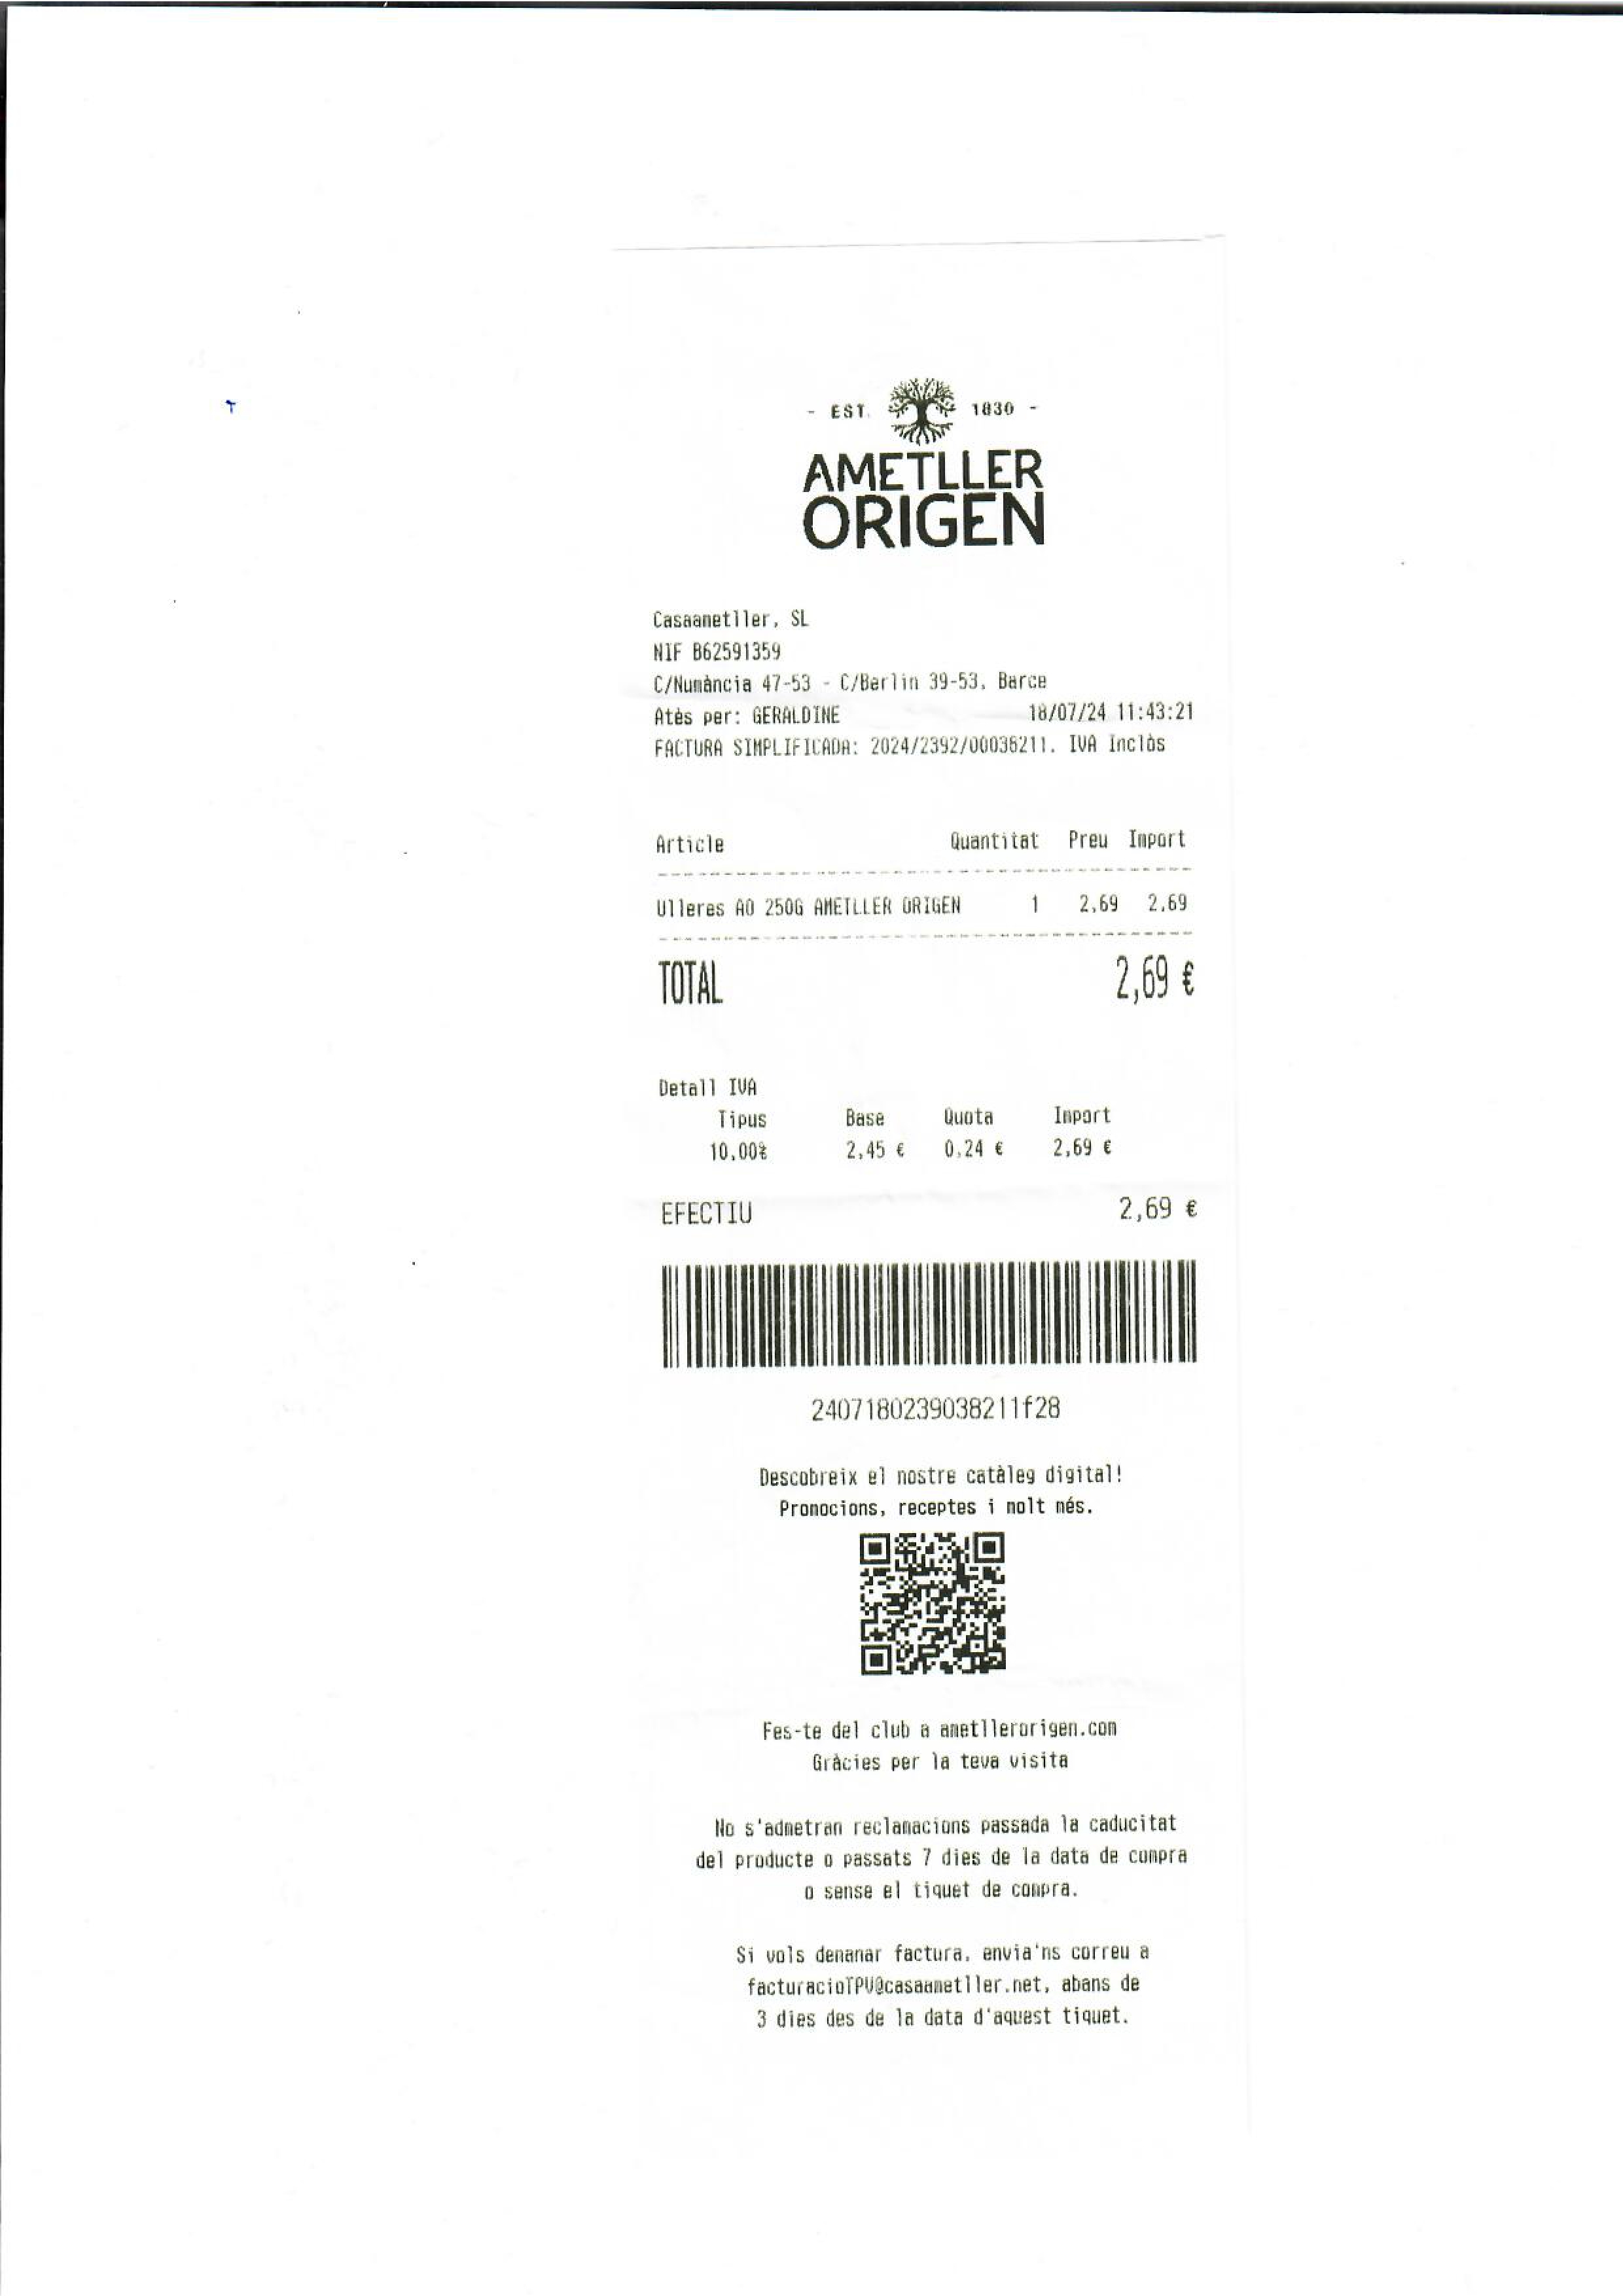 - EST. 1830 -
AMETLLER
ORIGEN
Casaametller, SL
NIF B62591359
C/Numància 47-53 - C/Berlin 39-53. Barce
Atès per: GERALDINE 18/07/24 11:43:21
FACTURA SIMPLIFICADA: 2024/2392/00038211. IVA Inclòs
Article Quantitat Preu Import
Ulleres AO 250G AMETLLER ORIGEN 1 2,69 2,69
TOTAL 2,69 €
Detall IVA
Tipus Base Quota Import
10,00% 2,45 € 0,24 € 2,69 €
EFECTIU 2,69 €
2407180239038211f28
Descobreix el nostre catàleg digital!
Promocions, receptes i molt més.
Fes-te del club a ametllerorigen.com
Gràcies per la teva visita
No s'admetran reclamacions passada la caducitat
del producte o passats 7 dies de la data de compra
o sense el tiquet de compra.
Si vols demanar factura, envia'ns correu a
facturacioTPV@casaametller.net, abans de
3 dies des de la data d'aquest tiquet.